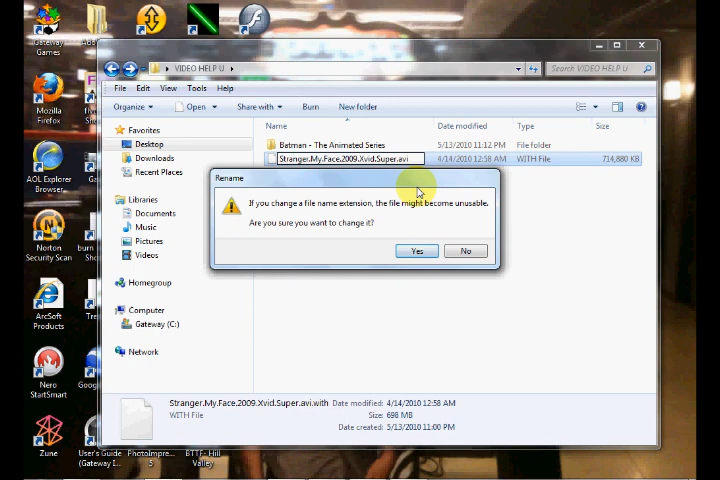 Gateway Games
VIDEO HELP U
Search VIDEO HELP U
File Edit View Tools Help
Organize Open Share with Burn New folder
Name Date modified Type Size
Favorites
Desktop
Downloads
Recent Places
Libraries
Documents
Music
Pictures
Videos
Homegroup
Computer
Gateway (C:)
Network
Batman - The Animated Series 5/13/2010 11:12 PM File folder
Stranger.My.Face.2009.Xvid.Super.avi 4/14/2010 12:58 AM WITH File 714,880 KB
Rename
If you change a file name extension, the file might become unusable.
Are you sure you want to change it?
Yes No
Stranger.My.Face.2009.Xvid.Super.avi.with Date modified: 4/14/2010 12:58 AM
WITH File Size: 698 MB
Date created: 5/13/2010 11:00 PM
Mozilla Firefox
AOL Explorer Browser
Norton Security Scan
burn
ArcSoft Products
Nero StartSmart
Zune
User's Guide (Gateway I...
PhotoImpre... 5
BTTF- Hill Valley